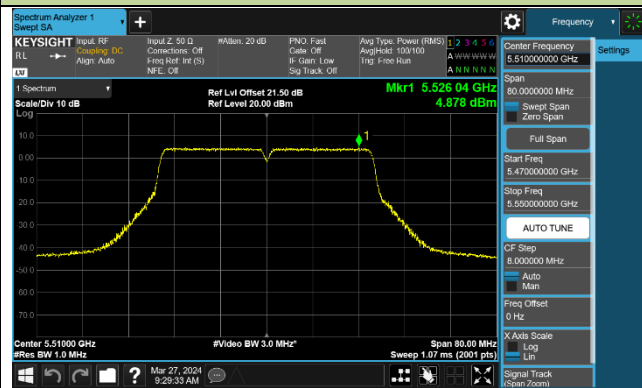 Spectrum Analyzer 1
Swept SA
Frequency
KEYSIGHT
RL
LXI
Input: RF
Coupling: DC
Align: Auto
Input Z: 50 Ω
Corrections: Off
Freq Ref: Int (S)
NFE: Off
#Atten: 20 dB
PNO: Fast
Gate: Off
IF Gain: Low
Sig Track: Off
Avg Type: Power (RMS)
Avg|Hold: 100/100
Trig: Free Run
1 2 3 4 5 6
A W W W W W
A N N N N N
1 Spectrum
Scale/Div 10 dB
Ref Lvl Offset 21.50 dB
Ref Level 20.00 dBm
Mkr1 5.526 04 GHz
4.878 dBm
Log
10.0
0.00
-10.0
-20.0
-30.0
-40.0
-50.0
-60.0
-70.0
1
Center 5.51000 GHz
#Res BW 1.0 MHz
#Video BW 3.0 MHz*
Span 80.00 MHz
Sweep 1.07 ms (2001 pts)
Mar 27, 2024
9:29:33 AM
Center Frequency
5.510000000 GHz
Settings
Span
80.0000000 MHz
Swept Span
Zero Span
Full Span
Start Freq
5.470000000 GHz
Stop Freq
5.550000000 GHz
AUTO TUNE
CF Step
8.000000 MHz
Auto
Man
Freq Offset
0 Hz
X Axis Scale
Log
Lin
Signal Track
(Span Zoom)